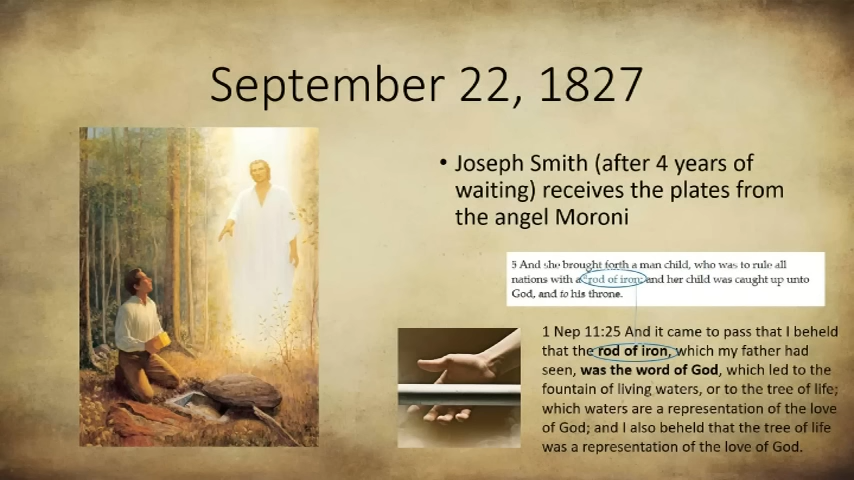 September 22, 1827
• Joseph Smith (after 4 years of
waiting) receives the plates from
the angel Moroni
5 And she brought forth a man child, who was to rule all
nations with a rod of iron: and her child was caught up unto
God, and to his throne.
1 Nep 11:25 And it came to pass that I beheld
that the rod of iron, which my father had
seen, was the word of God, which led to the
fountain of living waters, or to the tree of life;
which waters are a representation of the love
of God; and I also beheld that the tree of life
was a representation of the love of God.